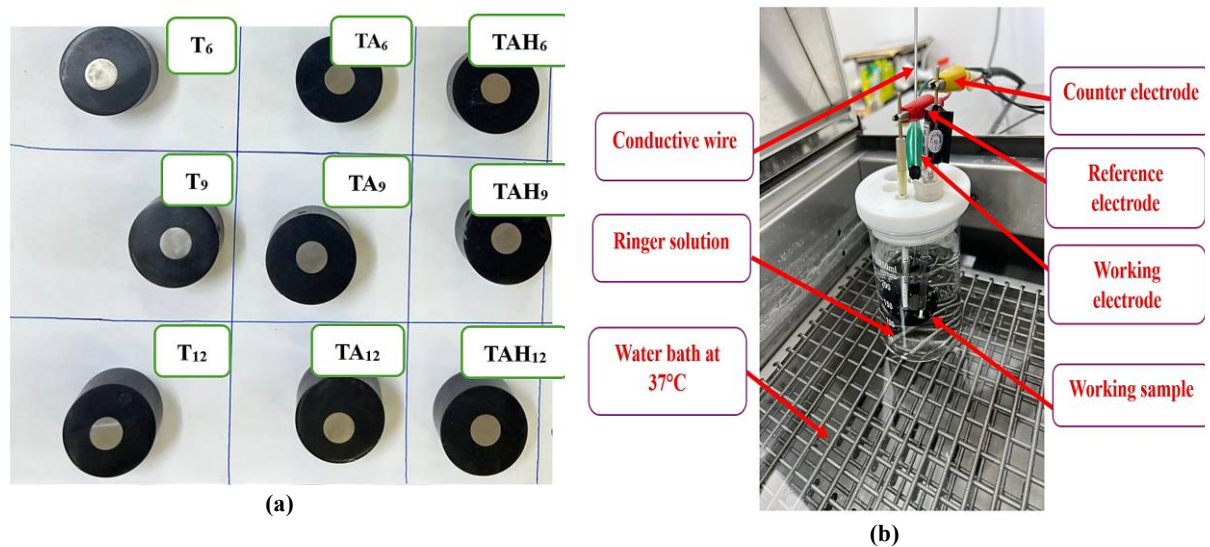 T6
TA6
TAH6
T9
TA9
TAH9
T12
TA12
TAH12
(a)
Conductive wire
Ringer solution
Water bath at
37°C
Counter electrode
Reference
electrode
Working
electrode
Working sample
(b)